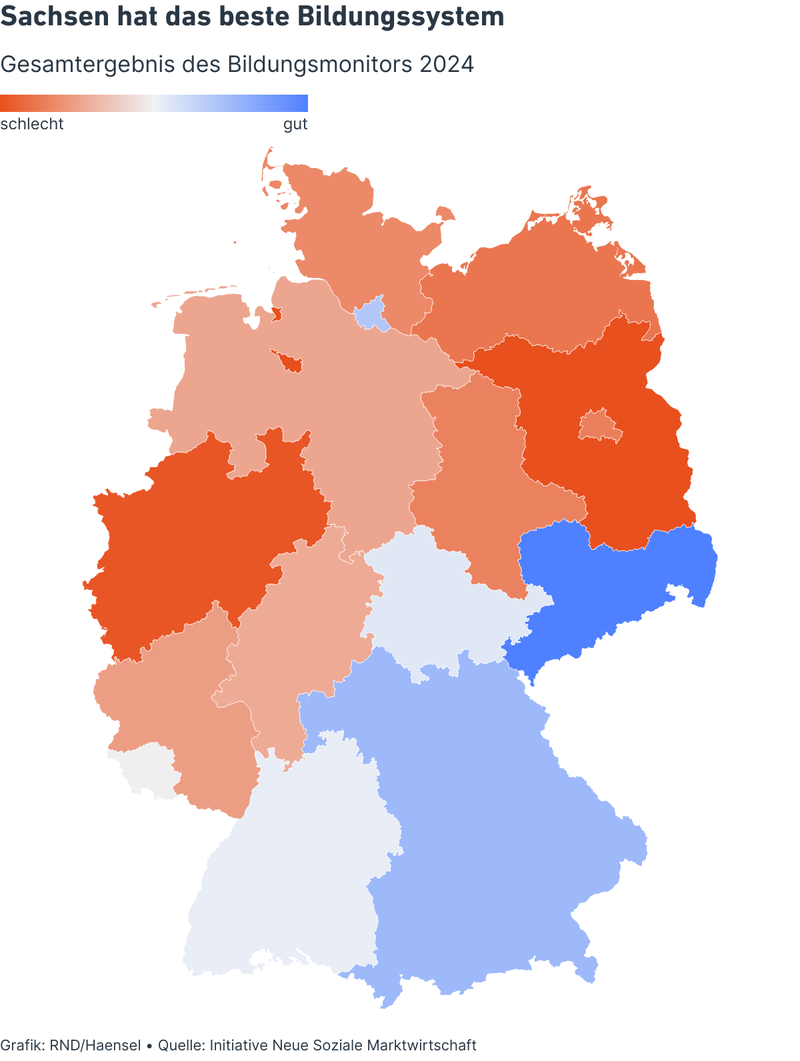 Sachsen hat das beste Bildungssystem
Gesamtergebnis des Bildungsmonitors 2024
schlecht gut
Grafik: RND/Haensel • Quelle: Initiative Neue Soziale Marktwirtschaft